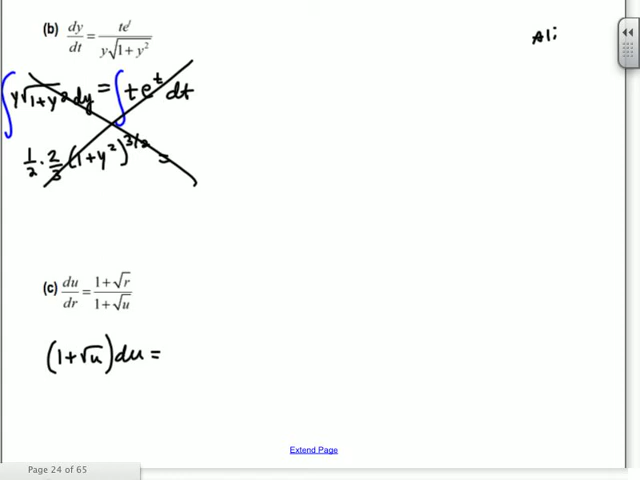 (b) dy/dt = te^t / y√(1+y²)
Ali
∫ y√(1+y²) dy = ∫ te^t dt
1/2 · 2/3 (1+y²)^3/2 =
(c) du/dr = 1+√r / 1+√u
(1+√u) du =
Extend Page
Page 24 of 65